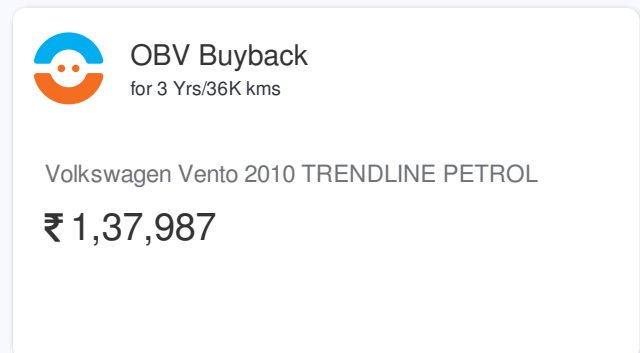 OBV Buyback
for 3 Yrs/36K kms
Volkswagen Vento 2010 TRENDLINE PETROL
₹ 1,37,987